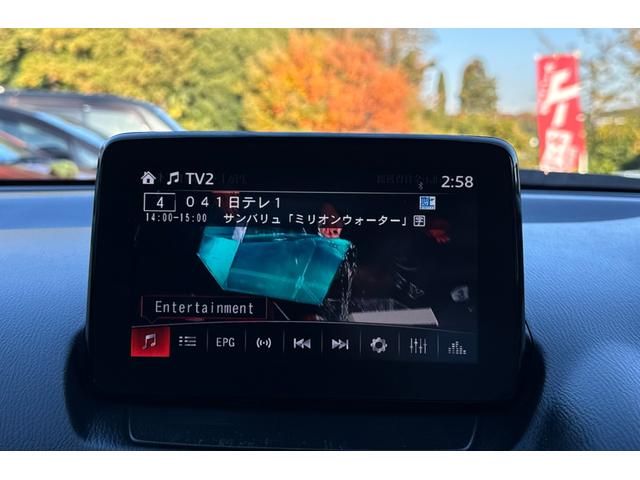 TV2 2:58
4 041日テレ1
14:00-15:00 サンバリュ「ミリオンウォーター」字
Entertainment
EPG